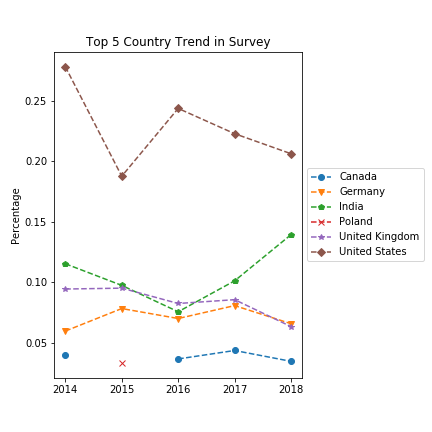 Top 5 Country Trend in Survey
Percentage
0.25
0.20
0.15
0.10
0.05
2014 2015 2016 2017 2018
Canada
Germany
India
Poland
United Kingdom
United States